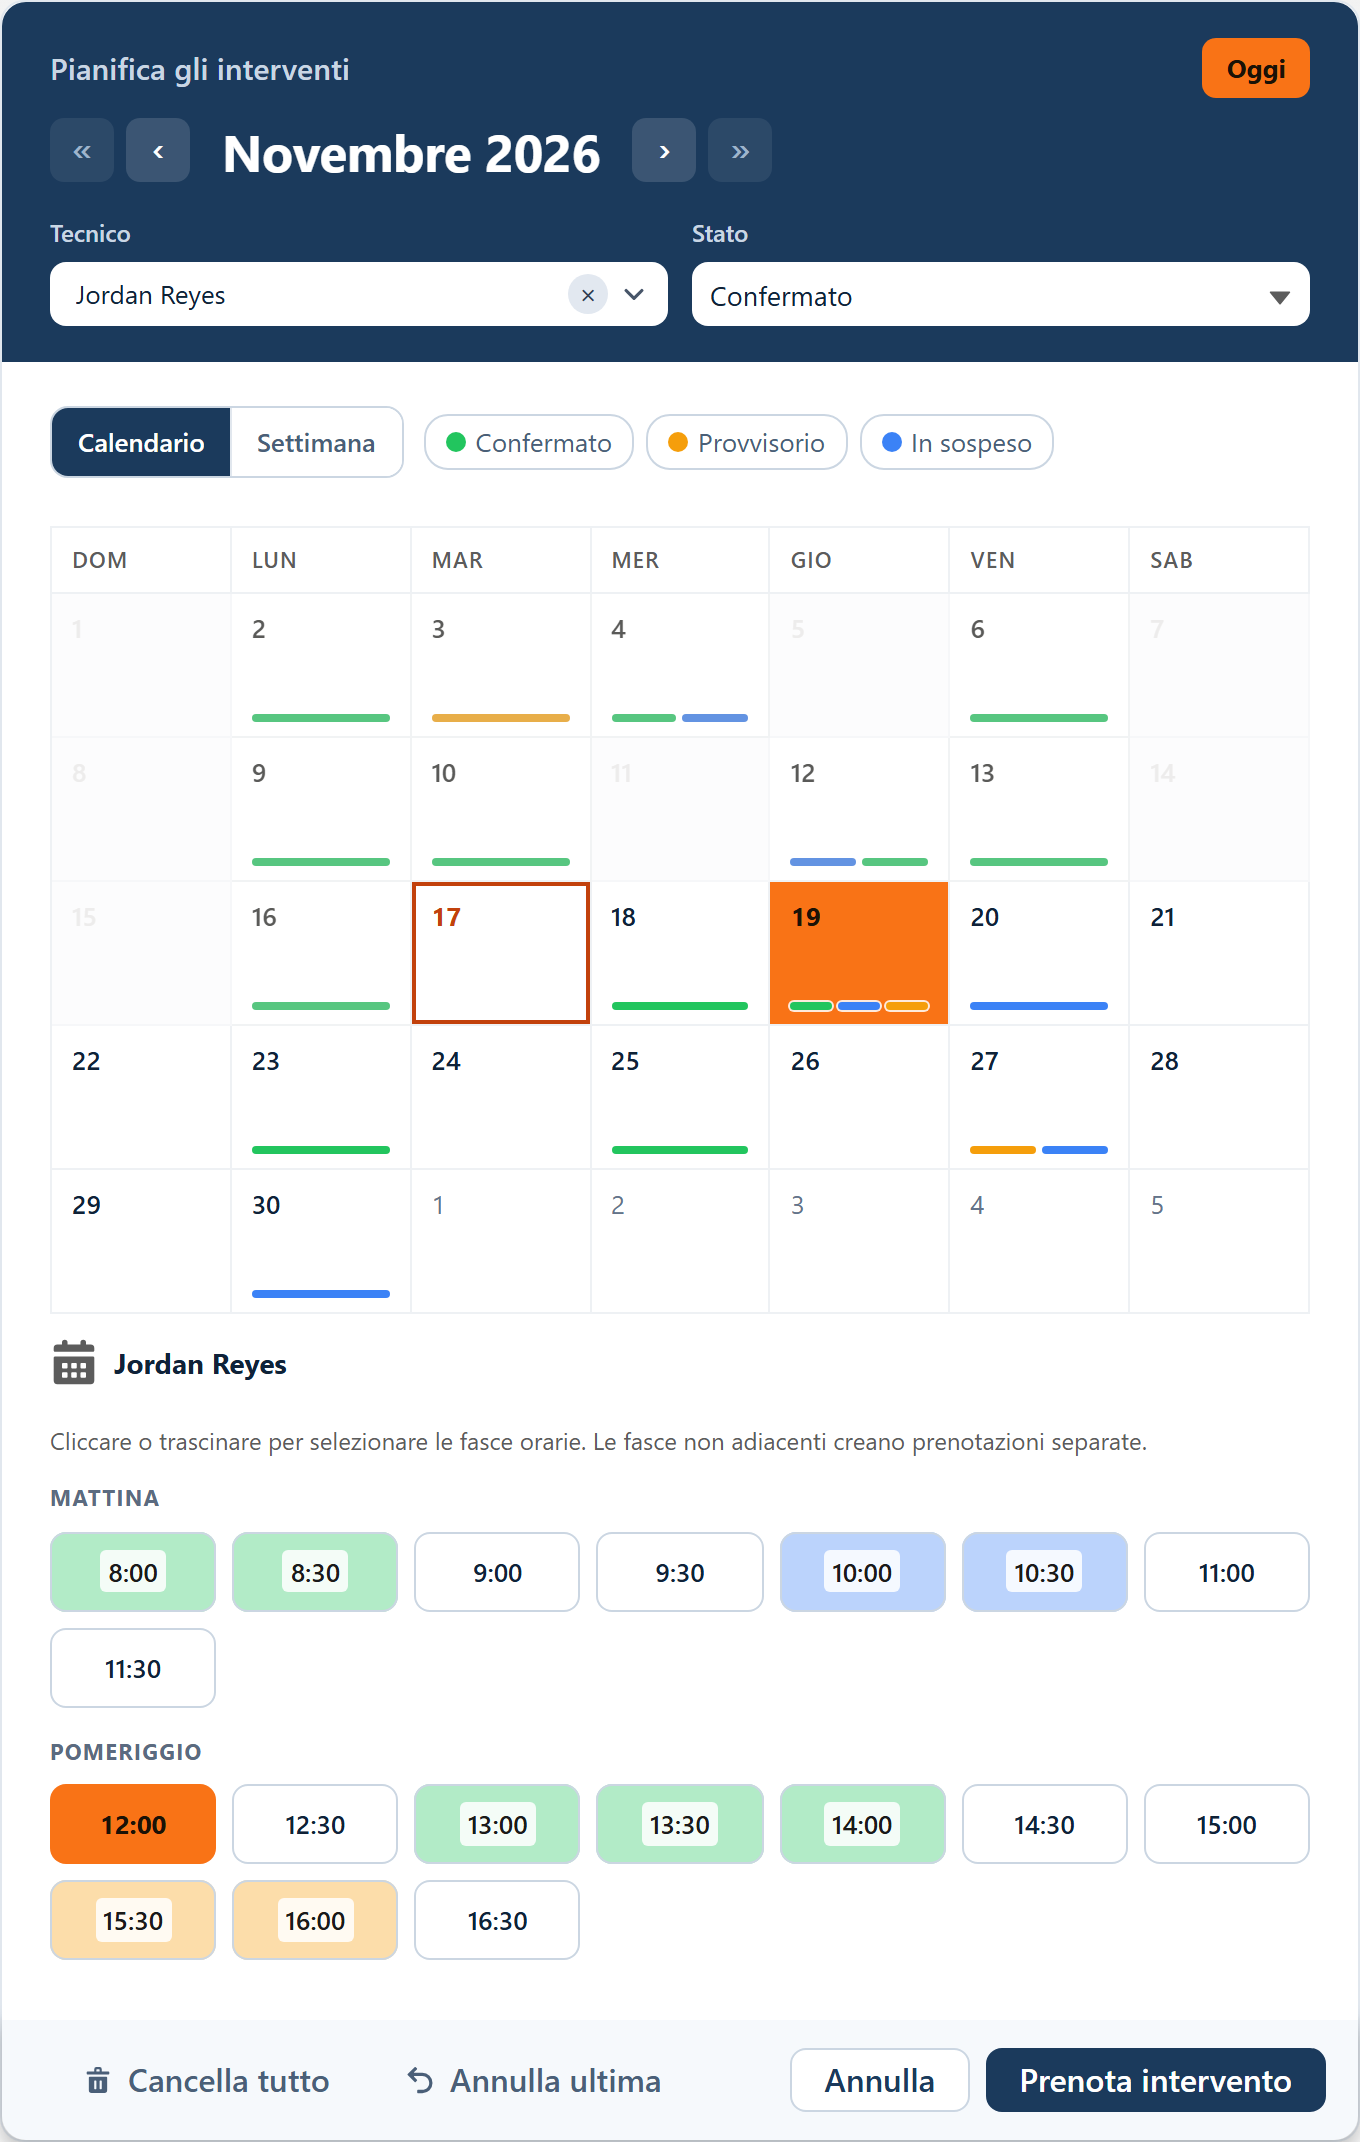 Pianifica gli interventi
Oggi
« ‹ Novembre 2026 › »
Tecnico
Stato
Jordan Reyes ×
Confermato
Calendario Settimana Confermato Provvisorio In sospeso
DOM LUN MAR MER GIO VEN SAB
1 2 3 4 5 6 7
8 9 10 11 12 13 14
15 16 17 18 19 20 21
22 23 24 25 26 27 28
29 30 1 2 3 4 5
Jordan Reyes
Cliccare o trascinare per selezionare le fasce orarie. Le fasce non adiacenti creano prenotazioni separate.
MATTINA
8:00 8:30 9:00 9:30 10:00 10:30 11:00
11:30
POMERIGGIO
12:00 12:30 13:00 13:30 14:00 14:30 15:00
15:30 16:00 16:30
Cancella tutto Annulla ultima Annulla Prenota intervento